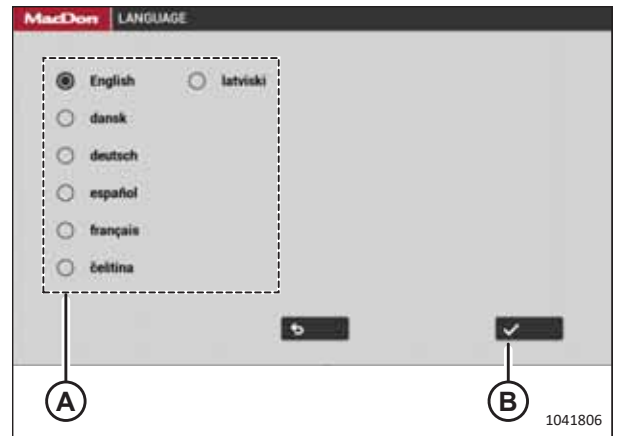 MacDon LANGUAGE
English latviski
dansk
deutsch
español
français
čeština
A B
1041806